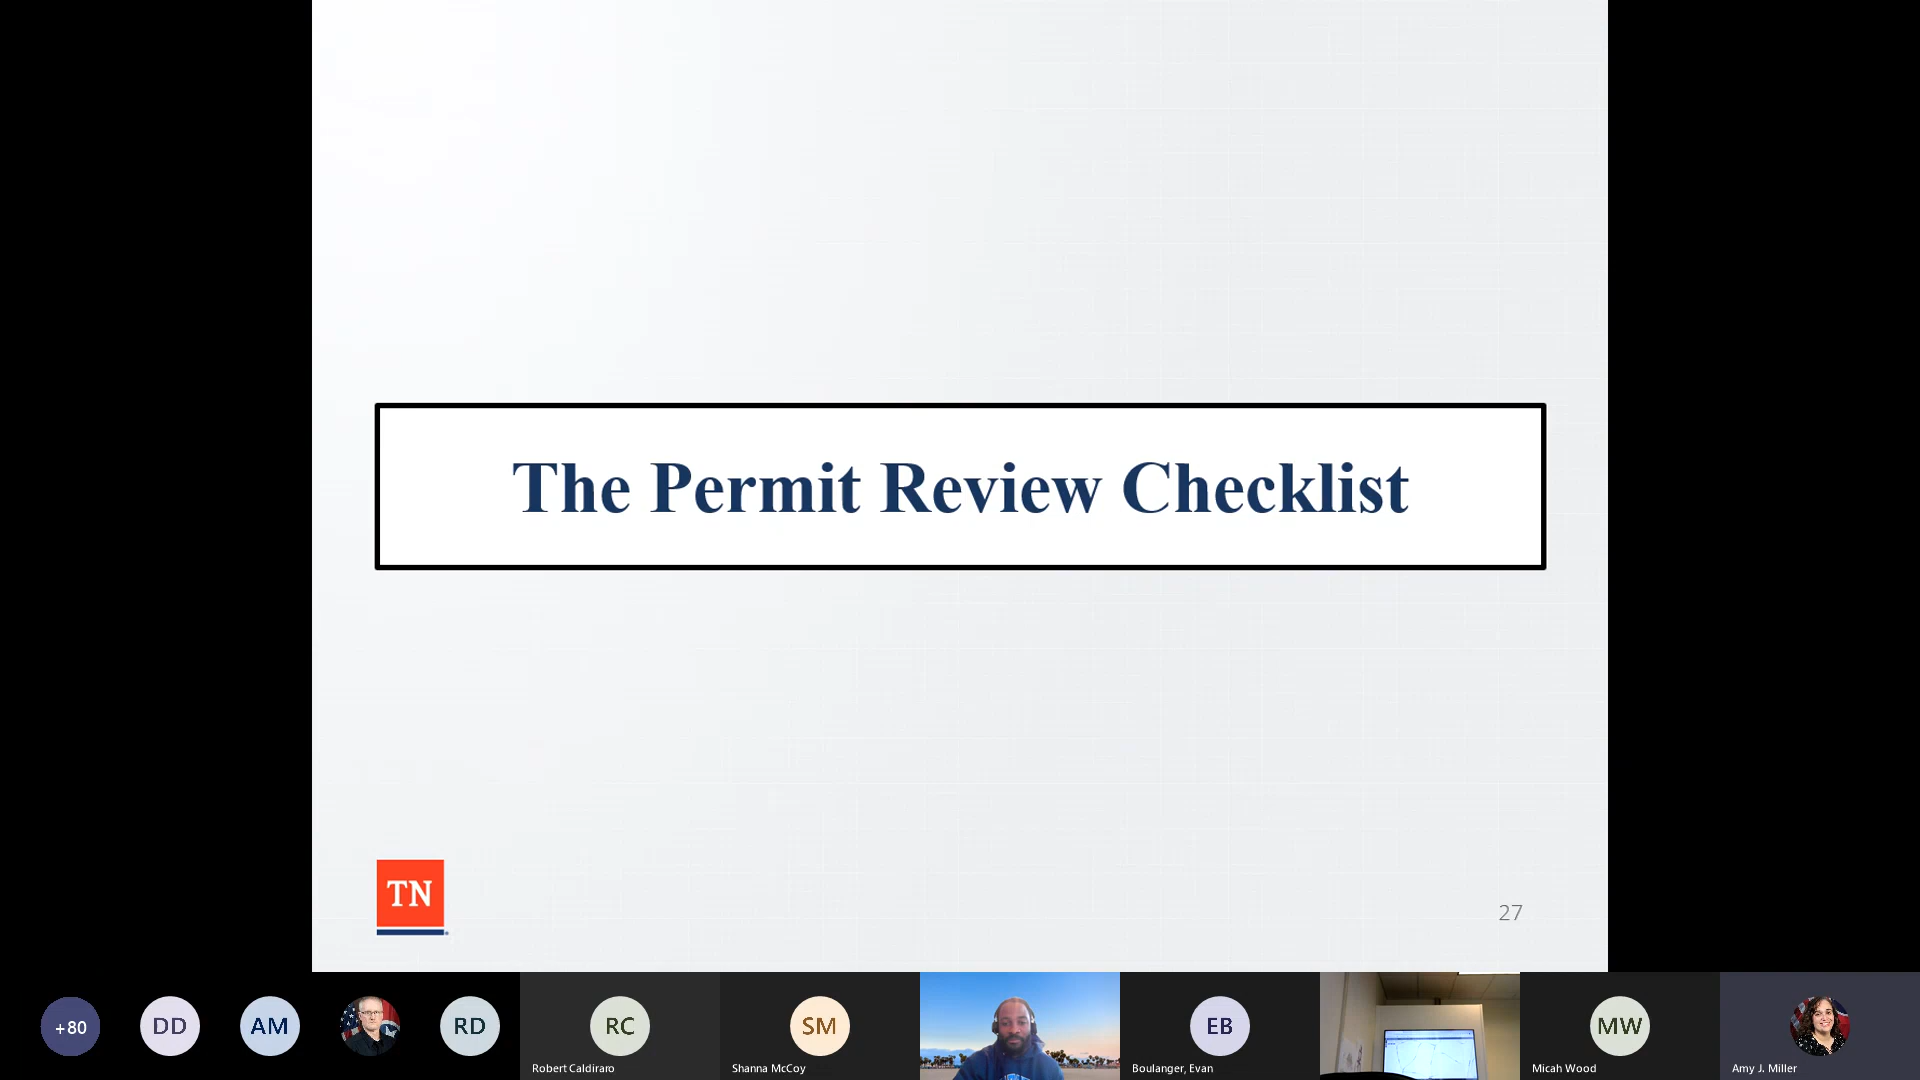 The Permit Review Checklist
TN
27
+80
DD
AM
RD
RC
Robert Caldiraro
SM
Shanna McCoy
EB
Boulanger, Evan
MW
Micah Wood
Amy J. Miller